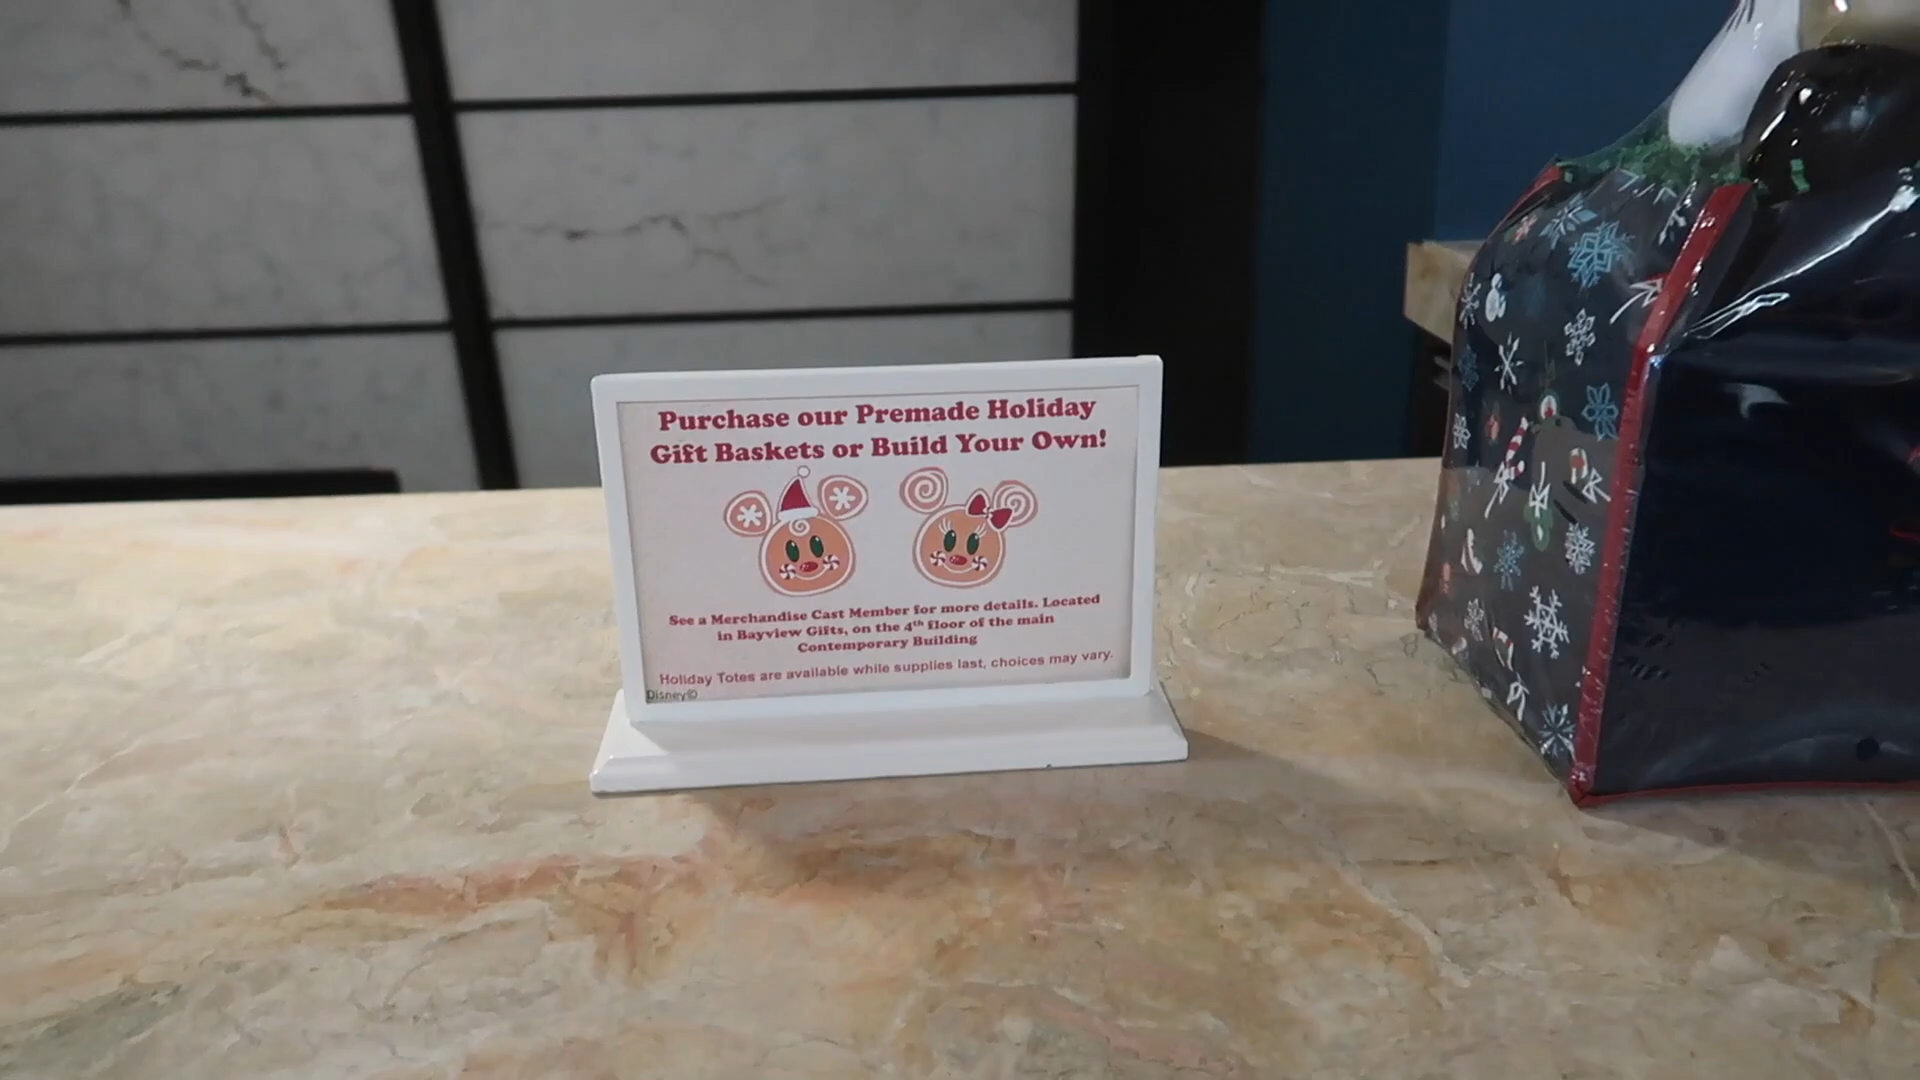 Purchase our Premade Holiday
Gift Baskets or Build Your Own!
See a Merchandise Cast Member for more details. Located
in Bayview Gifts, on the 4th floor of the main
Contemporary Building
Holiday Totes are available while supplies last, choices may vary.
Disney©